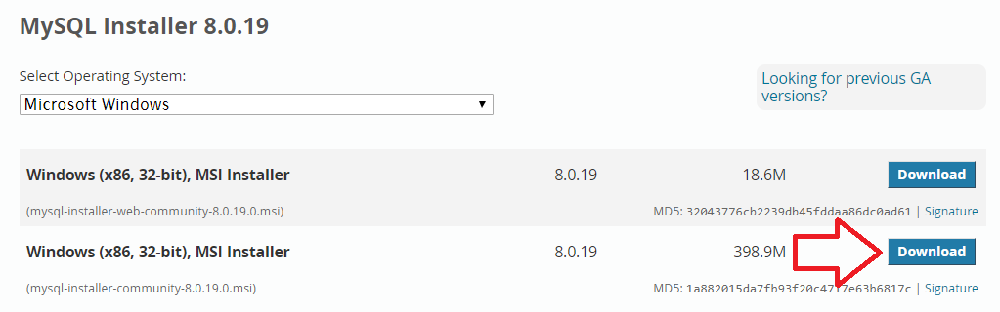 MySQL Installer 8.0.19
Select Operating System:
Looking for previous GA
versions?
Microsoft Windows
Windows (x86, 32-bit), MSI Installer 8.0.19 18.6M Download
(mysql-installer-web-community-8.0.19.0.msi) MD5: 32043776cb2239db45fddaa86dc0ad61 | Signature
Windows (x86, 32-bit), MSI Installer 8.0.19 398.9M Download
(mysql-installer-community-8.0.19.0.msi) MD5: 1a882015da7fb93f20c4717e63b6817c | Signature